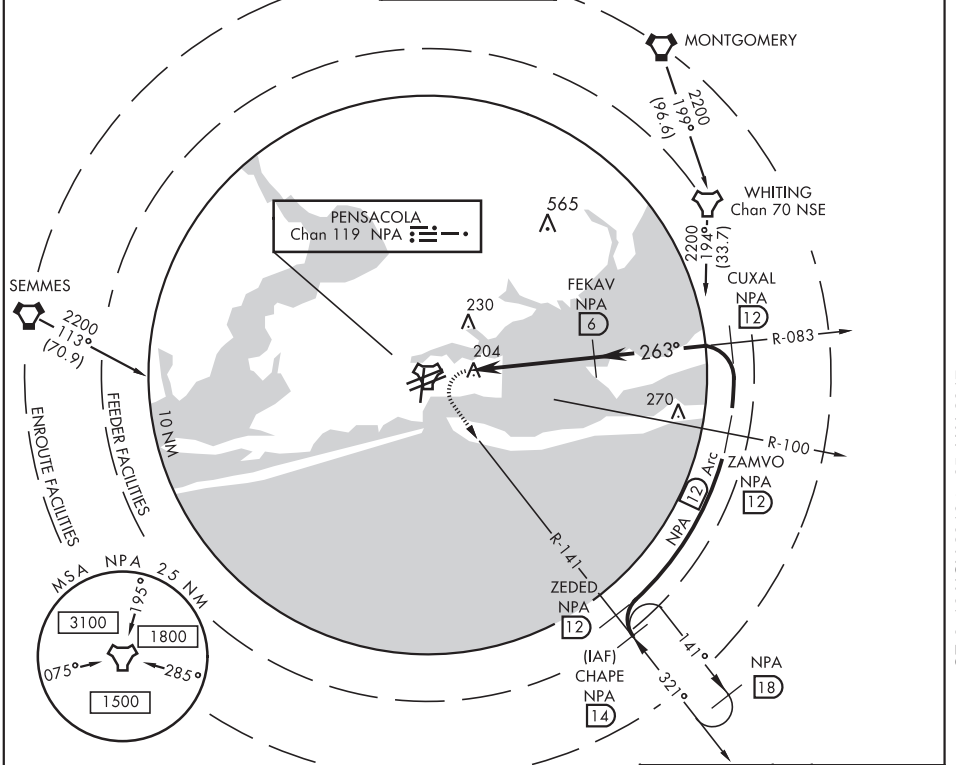 MONTGOMERY
2200
199°
(96.6)
WHITING
Chan 70 NSE
2200
194°
(33.7)
565
PENSACOLA
Chan 119 NPA
SEMMES
2200
113°
(70.9)
FEKAV
NPA
6
CUXAL
NPA
12
230
204
263°
R-083
270
R-100
10 NM
ENROUTE FACILITIES
FEEDER FACILITIES
ZAMVO
NPA
12
NPA 12 Arc
R-141
ZEDED
NPA
12
(IAF)
CHAPE
NPA
14
141°
321°
NPA
18
MSA NPA 25 NM
195°
3100
1800
075°
285°
1500